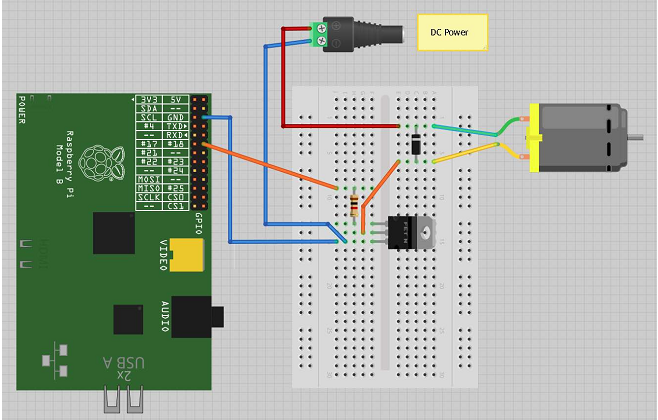 DC Power
POWER
3V3 5V
SDA --
SCL GND
#4 TXD
-- RXD
#17 #18
#21 --
#22 #23
-- #24
MOSI --
MISO #25
SCLK CS0
-- CS1
Raspberry Pi
Model B
GPIO
VIDEO
HDMI
AUDIO
2x
USB A